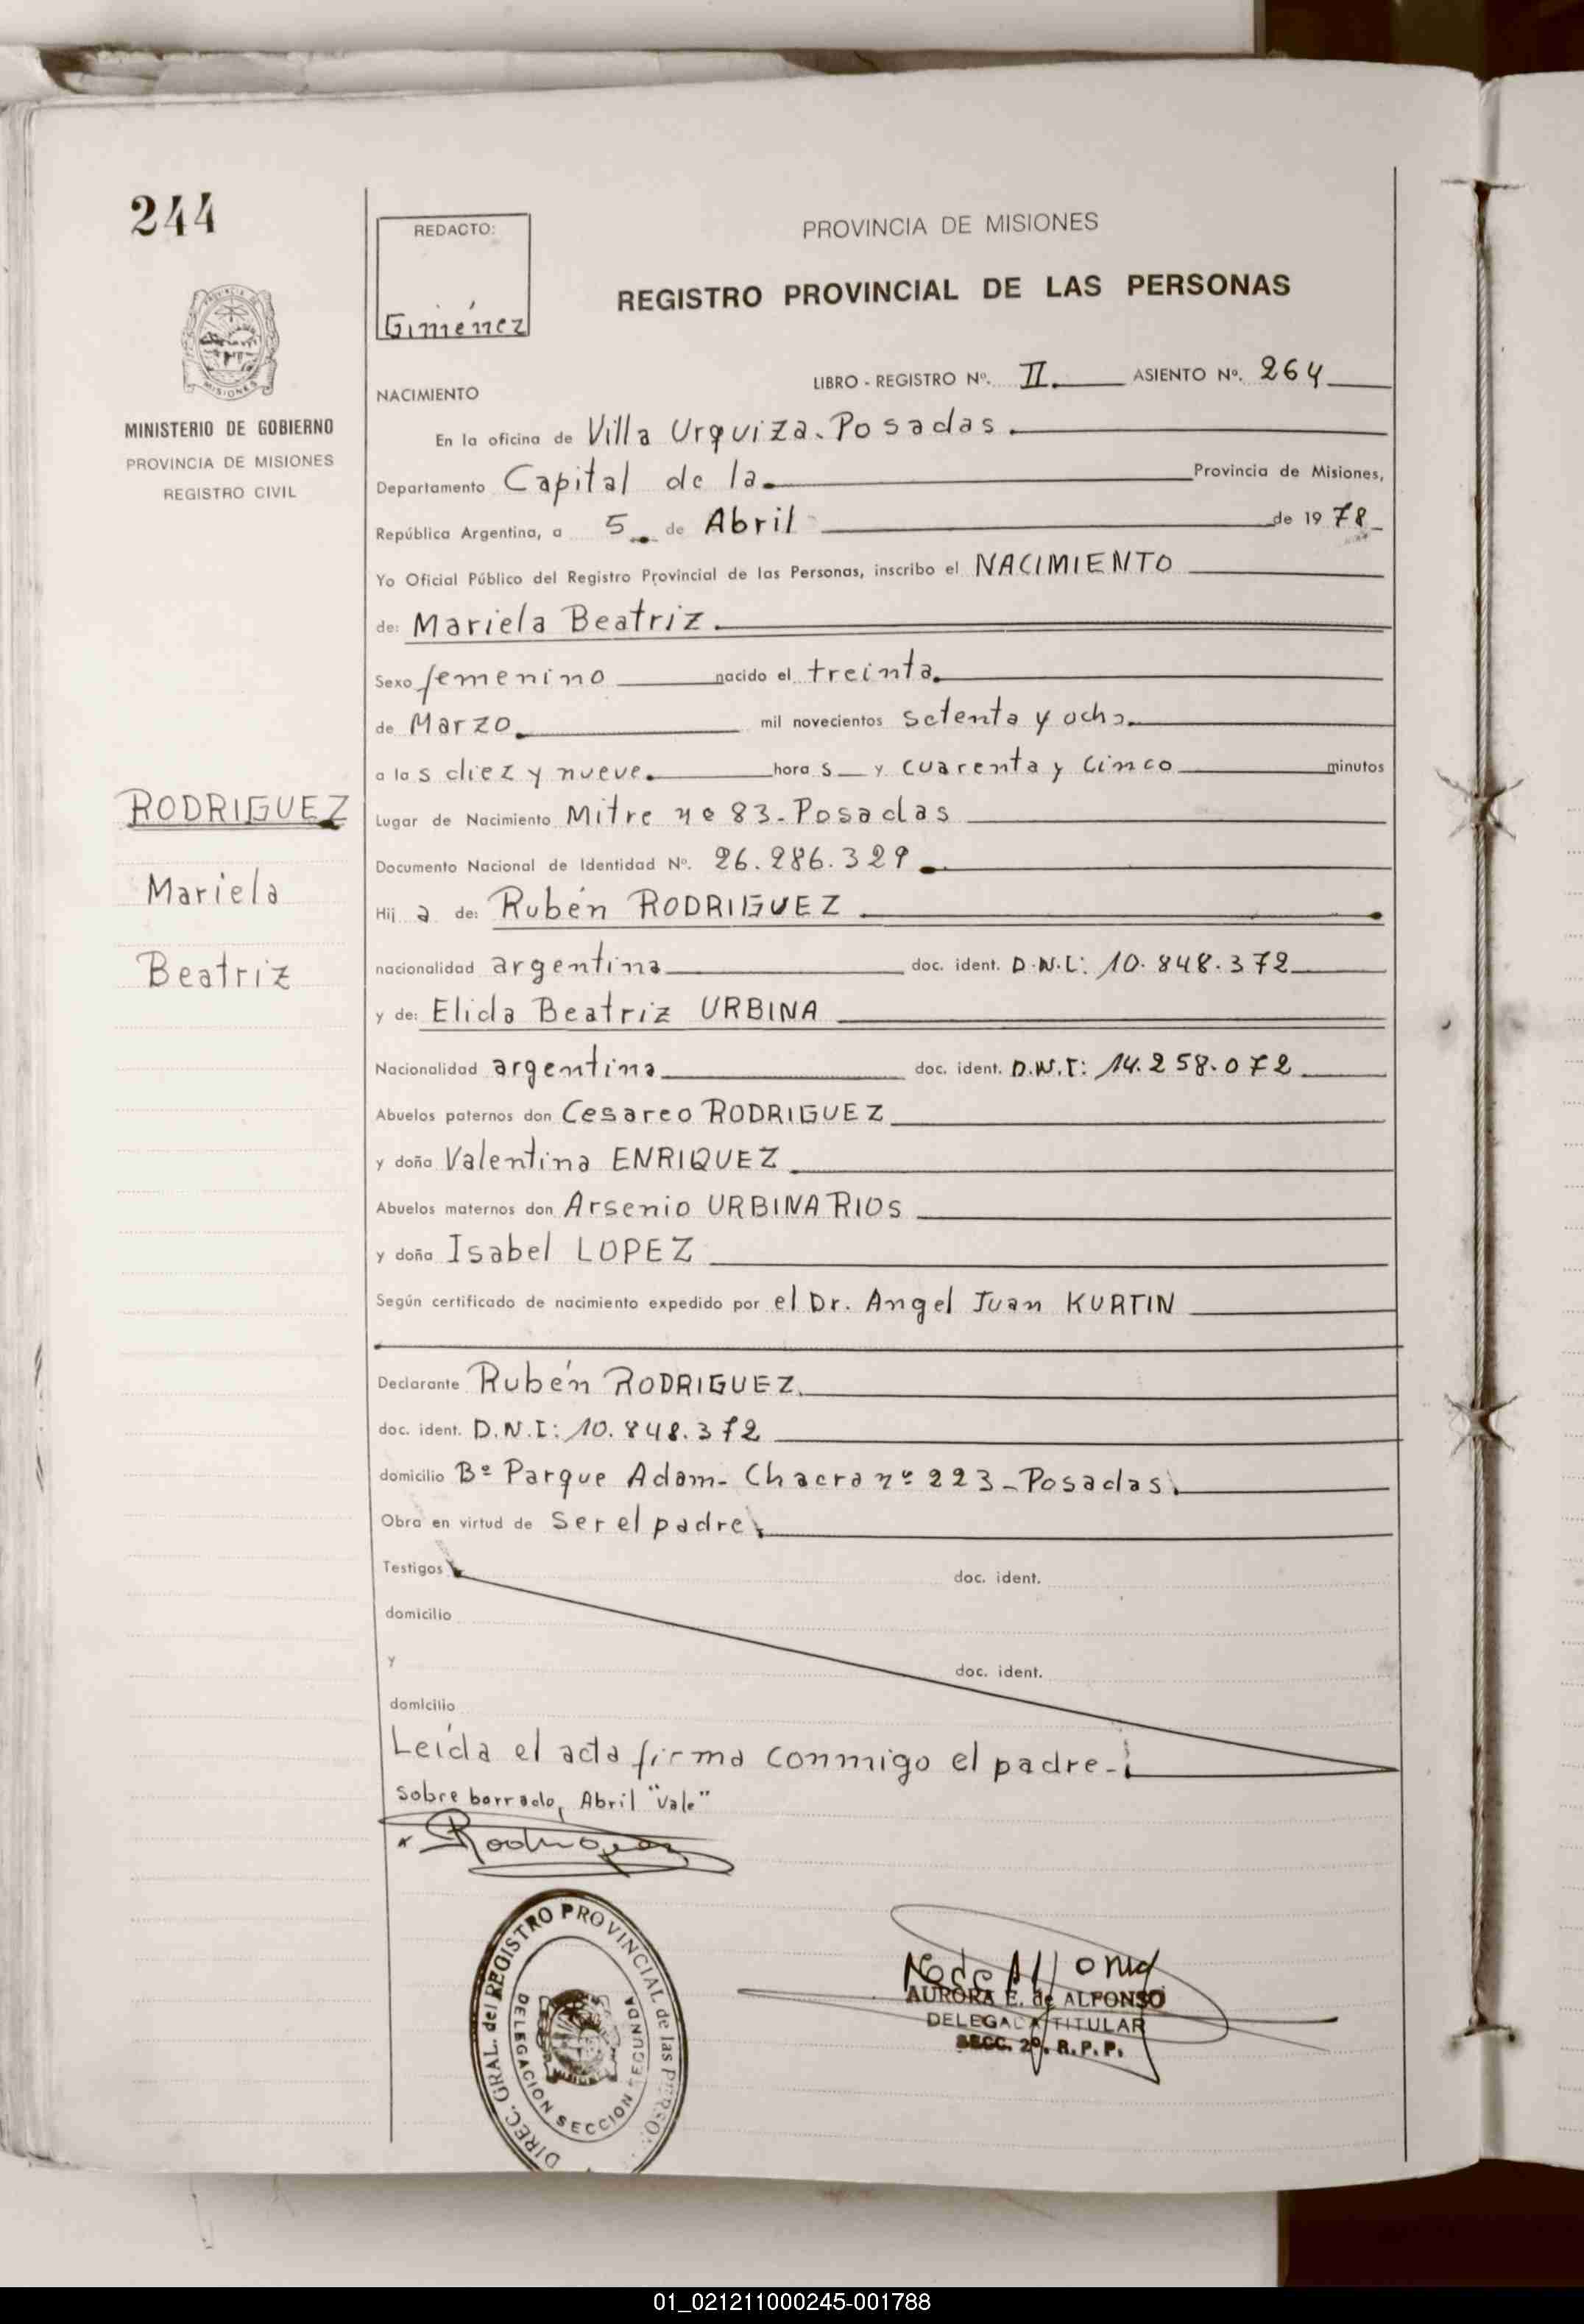 244
REDACTO:
Giménez
PROVINCIA DE MISIONES
REGISTRO PROVINCIAL DE LAS PERSONAS
MINISTERIO DE GOBIERNO
PROVINCIA DE MISIONES
REGISTRO CIVIL
NACIMIENTO LIBRO - REGISTRO Nº. II. ASIENTO Nº. 264
En la oficina de Villa Urquiza. Posadas.
Departamento Capital de la. Provincia de Misiones,
República Argentina, a 5 de Abril de 1978
Yo Oficial Público del Registro Provincial de las Personas, inscribo el NACIMIENTO
de: Mariela Beatriz.
Sexo femenino nacido el treinta.
de Marzo. mil novecientos setenta y ocho.
a las diez y nueve. hora s y cuarenta y cinco minutos
RODRIGUEZ
Mariela
Beatriz
Lugar de Nacimiento Mitre nº 83 - Posadas
Documento Nacional de Identidad Nº. 26.286.329.
Hij a de: Rubén RODRIGUEZ
nacionalidad argentina doc. ident. D.N.I: 10.848.372
y de: Elida Beatriz URBINA
Nacionalidad argentina doc. ident. D.N.I: 14.258.072
Abuelos paternos don Cesareo RODRIGUEZ
y doña Valentina ENRIQUEZ
Abuelos maternos don Arsenio URBINA RIOS
y doña Isabel LOPEZ
Según certificado de nacimiento expedido por el Dr. Angel Juan KURTIN
Declarante Rubén RODRIGUEZ.
doc. ident. D.N.I: 10.848.372
domicilio Bº Parque Adam - Chacra nº 223 - Posadas.
Obra en virtud de Ser el padre.
Testigos doc. ident.
domicilio
y doc. ident.
domicilio
Leída el acta firma conmigo el padre -
Sobre borrado, Abril "Vale"
Rodriguez
DIREC. GRAL. del REGISTRO PROVINCIAL de las PERSO
DELEGACION SECCION SEGUNDA
AURORA E. de ALFONSO
DELEGADA TITULAR
SECC. 2º. R.P.P.
01_021211000245-001788